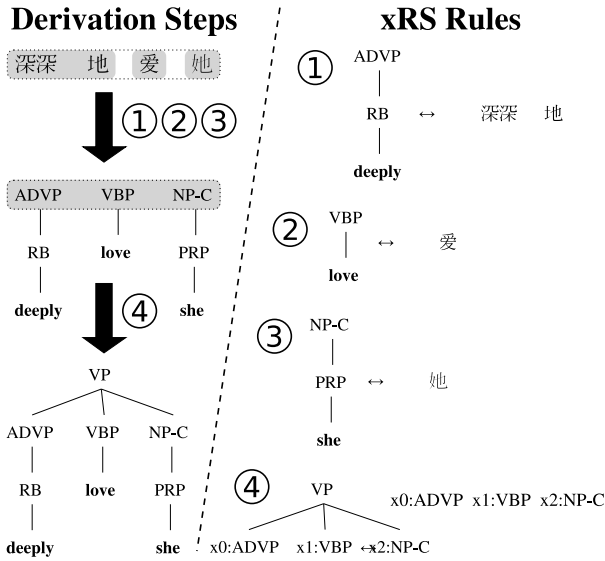 Derivation Steps
深深 地 爱 她
① ② ③
ADVP VBP NP-C
RB love PRP
deeply she
④
VP
ADVP VBP NP-C
RB love PRP
deeply she
xRS Rules
①
ADVP
RB ↔ 深深 地
deeply
②
VBP
↔ 爱
love
③
NP-C
PRP ↔ 她
she
④
VP
x0:ADVP x1:VBP x2:NP-C
x0:ADVP x1:VBP ↔ x2:NP-C